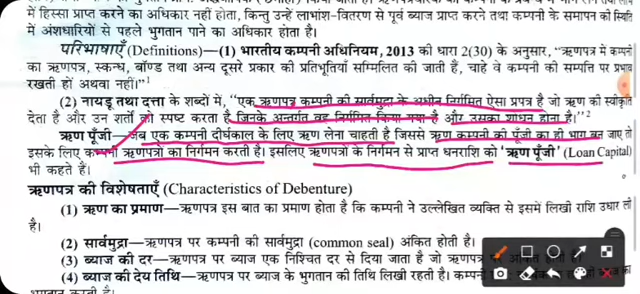 में हिस्सा प्राप्त करने का अधिकार नहीं होता, किन्तु उन्हें लाभांश-वितरण से पूर्व ब्याज प्राप्त करने तथा कम्पनी के समापन की स्थिति
में अंशधारियों से पहले भुगतान पाने का अधिकार होता है।
परिभाषाएँ (Definitions)—(1) भारतीय कम्पनी अधिनियम, 2013 की धारा 2(30) के अनुसार, “ऋणपत्र में कम्पनी
का ऋणपत्र, स्कन्ध, बॉण्ड तथा अन्य दूसरे प्रकार की प्रतिभूतियाँ सम्मिलित की जाती हैं, चाहे वे कम्पनी की सम्पत्ति पर प्रभार
रखती हों अथवा नहीं।”1
(2) नायडू तथा दत्ता के शब्दों में, “एक ऋणपत्र कम्पनी की सार्वमुद्रा के अधीन निर्गमित ऐसा प्रपत्र है जो ऋण की स्वीकृति
देता है और उन शर्तों को स्पष्ट करता है जिनके अन्तर्गत वह निर्गमित किया गया है और उसका शोधन होना है।”2
ऋण पूँजी— जब एक कम्पनी दीर्घकाल के लिए ऋण लेना चाहती है जिससे ऋण कम्पनी की पूँजी का ही भाग बन जाए तो
इसके लिए कम्पनी ऋणपत्रों का निर्गमन करती है। इसलिए ऋणपत्रों के निर्गमन से प्राप्त धनराशि को ‘ऋण पूँजी’ (Loan Capital)
भी कहते हैं।
ऋणपत्र की विशेषताएँ (Characteristics of Debenture)
(1) ऋण का प्रमाण—ऋणपत्र इस बात का प्रमाण होता है कि कम्पनी ने उल्लेखित व्यक्ति से इसमें लिखी राशि उधार ली
है।
(2) सार्वमुद्रा—ऋणपत्र पर कम्पनी की सार्वमुद्रा (common seal) अंकित होती है।
(3) ब्याज की दर—ऋणपत्र पर ब्याज एक निश्चित दर से दिया जाता है जो ऋणपत्र पर
(4) ब्याज की देय तिथि—ऋणपत्र पर ब्याज के भुगतान की तिथि लिखी रहती है।